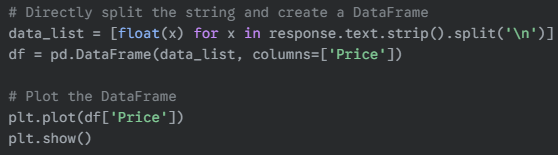 # Directly split the string and create a DataFrame
data_list = [float(x) for x in response.text.strip().split('\n')]
df = pd.DataFrame(data_list, columns=['Price'])
# Plot the DataFrame
plt.plot(df['Price'])
plt.show()